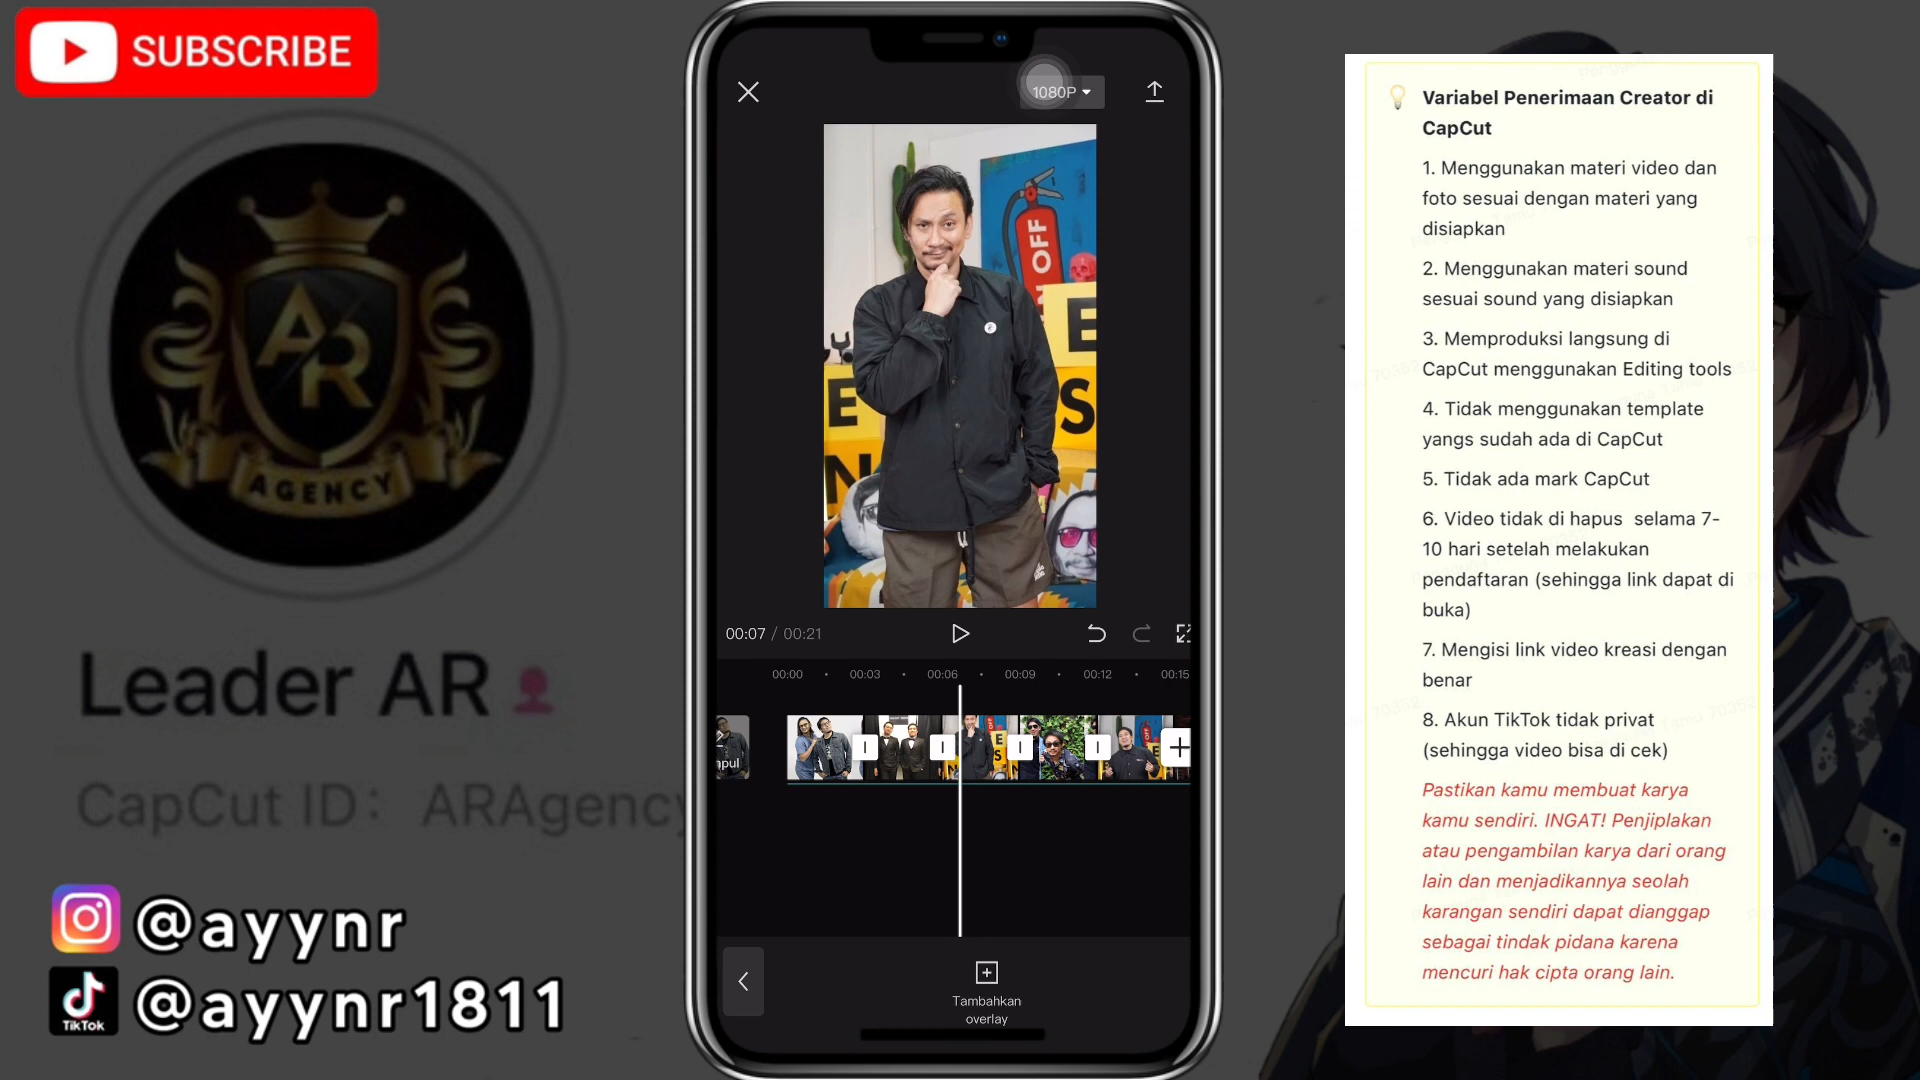 SUBSCRIBE
AR
AGENCY
Leader AR
CapCut ID： ARAgency
@ayynr
TikTok
@ayynr1811
1080P
OFF
E
E
S
N
00:07 / 00:21
00:00
00:03
00:06
00:09
00:12
00:15
Tambahkan
overlay
Variabel Penerimaan Creator di
CapCut
1. Menggunakan materi video dan
foto sesuai dengan materi yang
disiapkan
2. Menggunakan materi sound
sesuai sound yang disiapkan
3. Memproduksi langsung di
CapCut menggunakan Editing tools
4. Tidak menggunakan template
yangs sudah ada di CapCut
5. Tidak ada mark CapCut
6. Video tidak di hapus  selama 7-
10 hari setelah melakukan
pendaftaran (sehingga link dapat di
buka)
7. Mengisi link video kreasi dengan
benar
8. Akun TikTok tidak privat
(sehingga video bisa di cek)
Pastikan kamu membuat karya
kamu sendiri. INGAT! Penjiplakan
atau pengambilan karya dari orang
lain dan menjadikannya seolah
karangan sendiri dapat dianggap
sebagai tindak pidana karena
mencuri hak cipta orang lain.